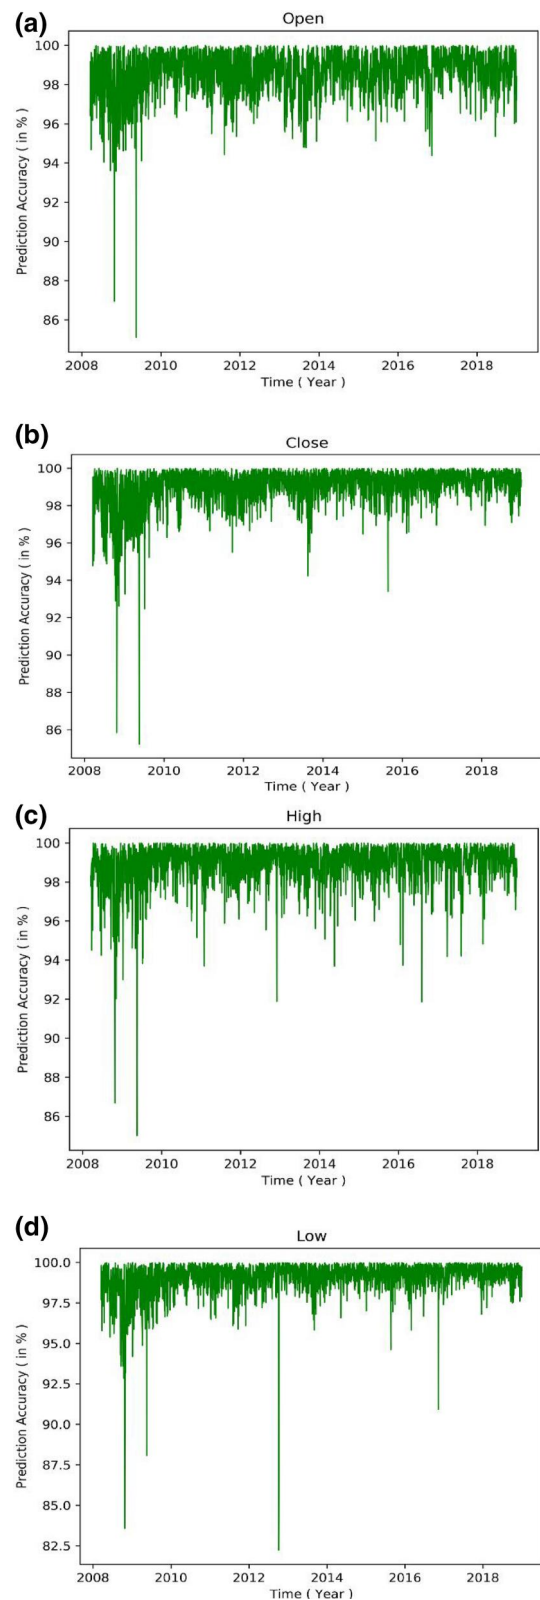 (a)
Open
100
98
96
94
92
90
88
86
Prediction Accuracy ( in % )
2008 2010 2012 2014 2016 2018
Time ( Year )
(b)
Close
100
98
96
94
92
90
88
86
Prediction Accuracy ( in % )
2008 2010 2012 2014 2016 2018
Time ( Year )
(c)
High
100
98
96
94
92
90
88
86
Prediction Accuracy ( in % )
2008 2010 2012 2014 2016 2018
Time ( Year )
(d)
Low
100.0
97.5
95.0
92.5
90.0
87.5
85.0
82.5
Prediction Accuracy ( in % )
2008 2010 2012 2014 2016 2018
Time ( Year )